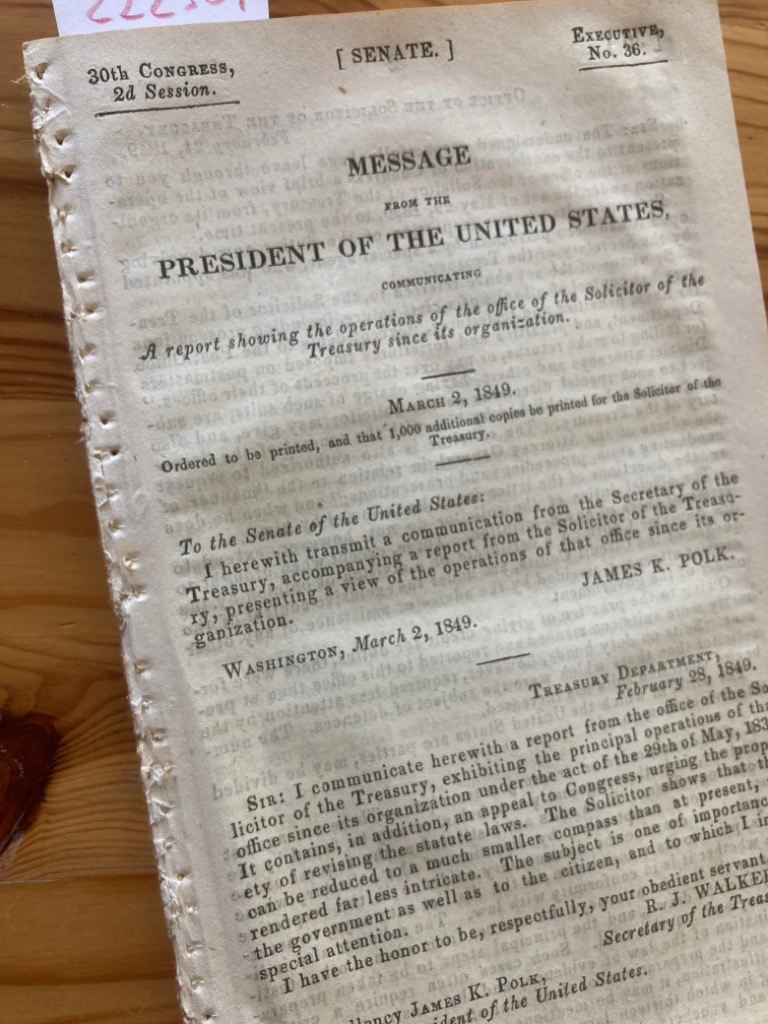 30th Congress,
2d Session.
[ SENATE. ]
Executive,
No. 36.
MESSAGE
FROM THE
PRESIDENT OF THE UNITED STATES,
COMMUNICATING
A report showing the operations of the office of the Solicitor of the
Treasury since its organization.
March 2, 1849.
Ordered to be printed, and that 1,000 additional copies be printed for the Solicitor of the
Treasury.
To the Senate of the United States:
I herewith transmit a communication from the Secretary of the
Treasury, accompanying a report from the Solicitor of the Treasu-
ry, presenting a view of the operations of that office since its or-
ganization.
JAMES K. POLK.
Washington, March 2, 1849.
Treasury Department,
February 28, 1849.
Sir: I communicate herewith a report from the office of the So
licitor of the Treasury, exhibiting the principal operations of tha
office since its organization under the act of the 29th of May, 183
It contains, in addition, an appeal to Congress, urging the prop
ety of revising the statute laws. The Solicitor shows that th
can be reduced to a much smaller compass than at present,
rendered far less intricate. The subject is one of importanc
the government as well as to the citizen, and to which I in
special attention.
I have the honor to be, respectfully, your obedient servant,
R. J. WALKE
Secretary of the Treas
llency James K. Polk,
ident of the United States.